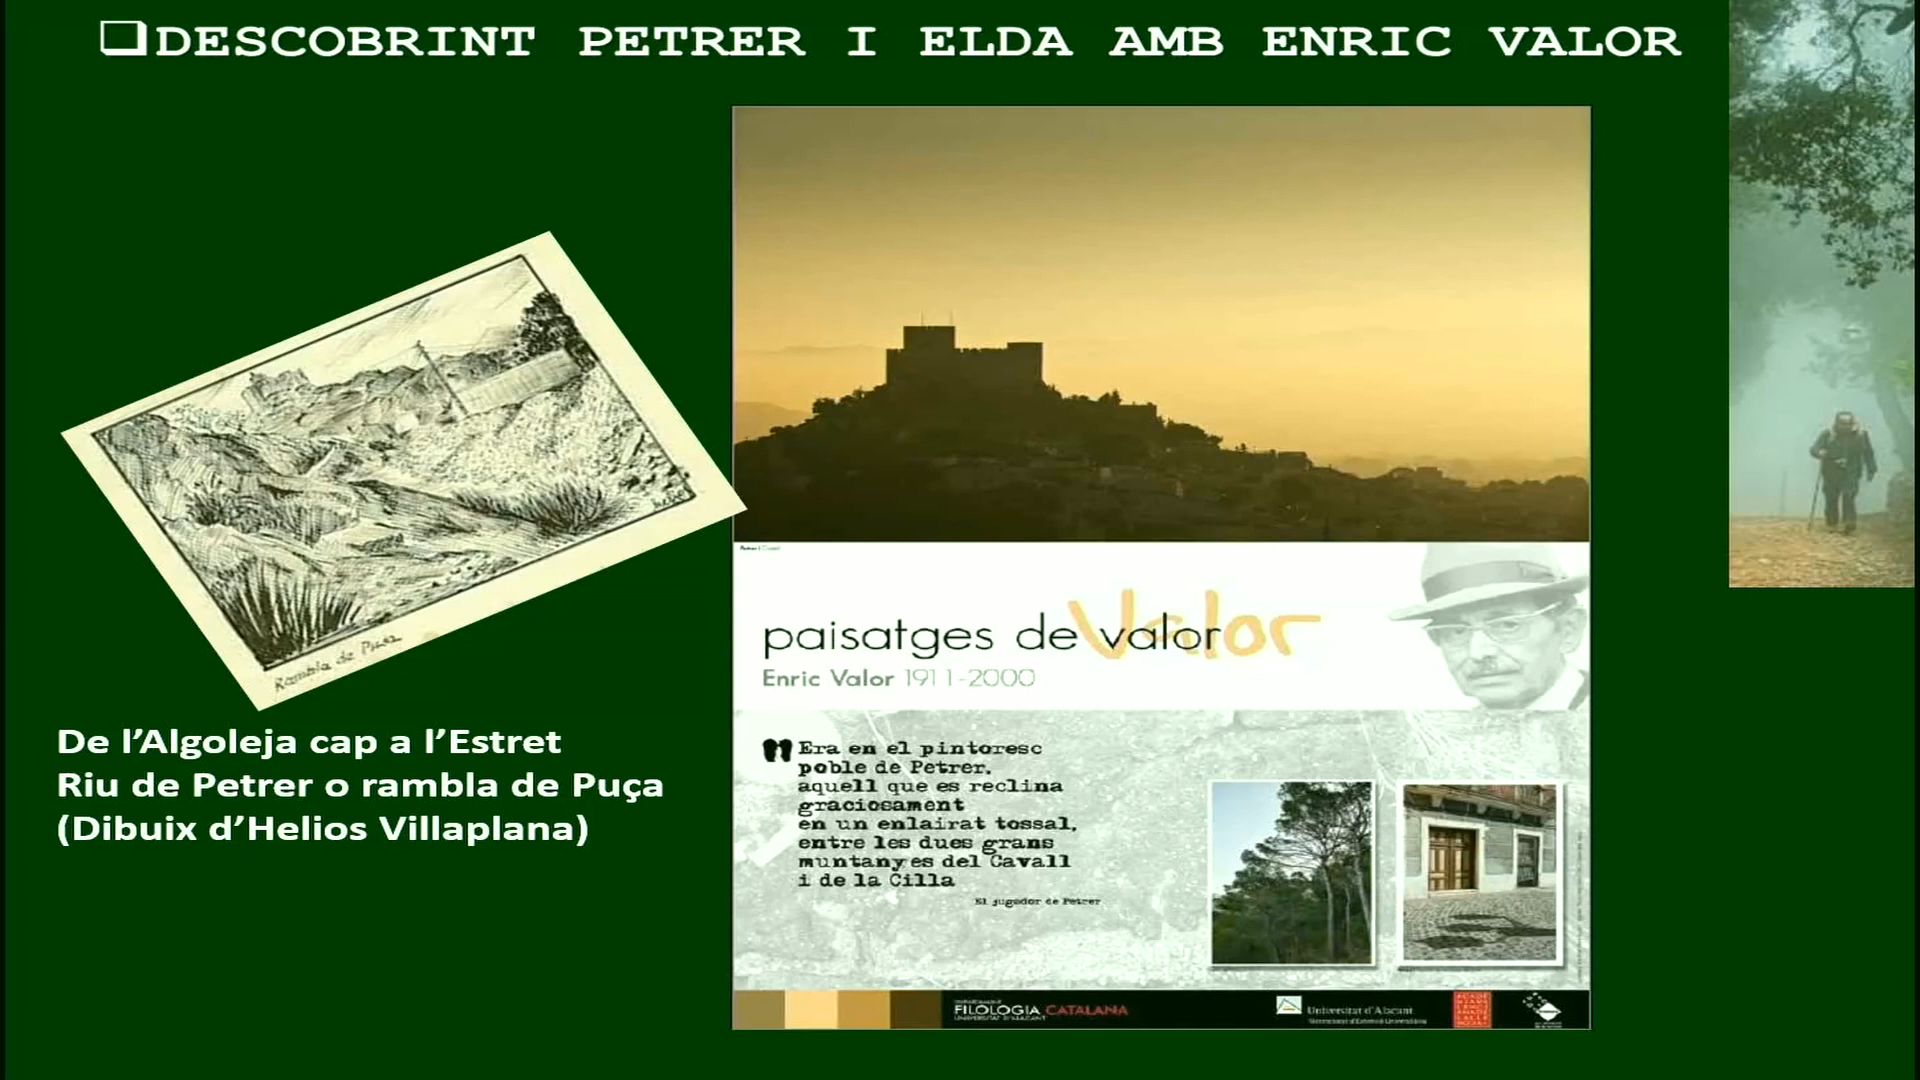 DESCOBRINT PETRER I ELDA AMB ENRIC VALOR
Rambla de Puça
De l’Algoleja cap a l’Estret
Riu de Petrer o rambla de Puça
(Dibuix d’Helios Villaplana)
Valor
paisatges de valor
Enric Valor 1911-2000
Era en el pintoresc
poble de Petrer,
aquell que es reclina
graciosament
en un enlairat tossal,
entre les dues grans
muntanyes del Cavall
i de la Cilla
El jugador de Petrer
FILOLOGIA CATALANA
UNIVERSITAT D'ALACANT
Universitat d'Alacant